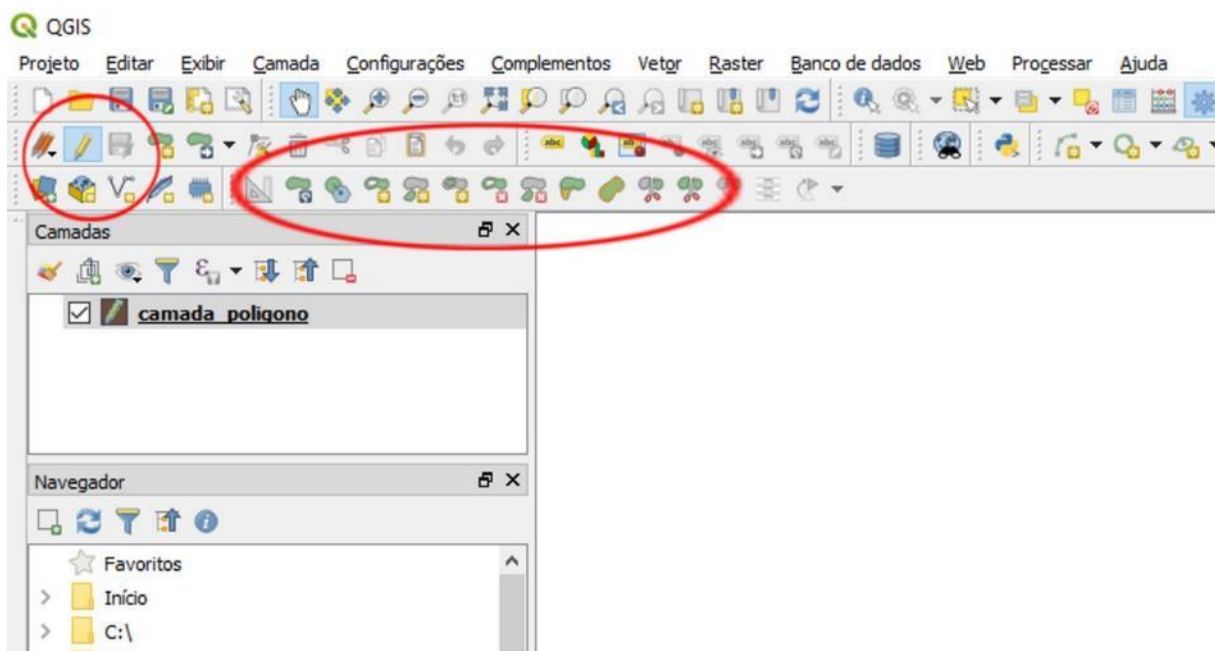 QGIS
Projeto Editar Exibir Camada Configurações Complementos Vetor Raster Banco de dados Web Processar Ajuda
Camadas
camada_poligono
Navegador
Favoritos
Início
C:\